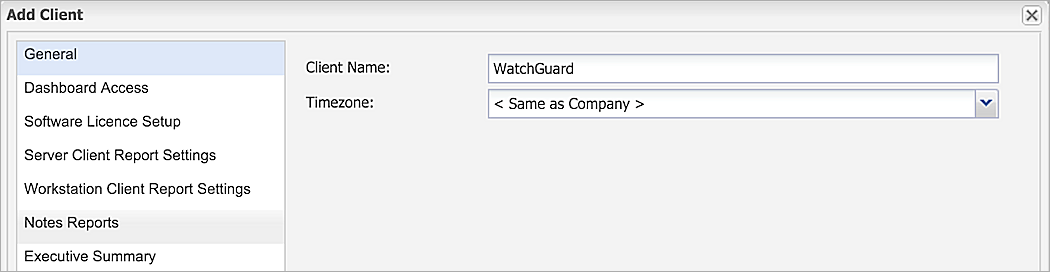 Add Client
General
Dashboard Access
Software Licence Setup
Server Client Report Settings
Workstation Client Report Settings
Notes Reports
Executive Summary
Client Name: WatchGuard
Timezone: < Same as Company >